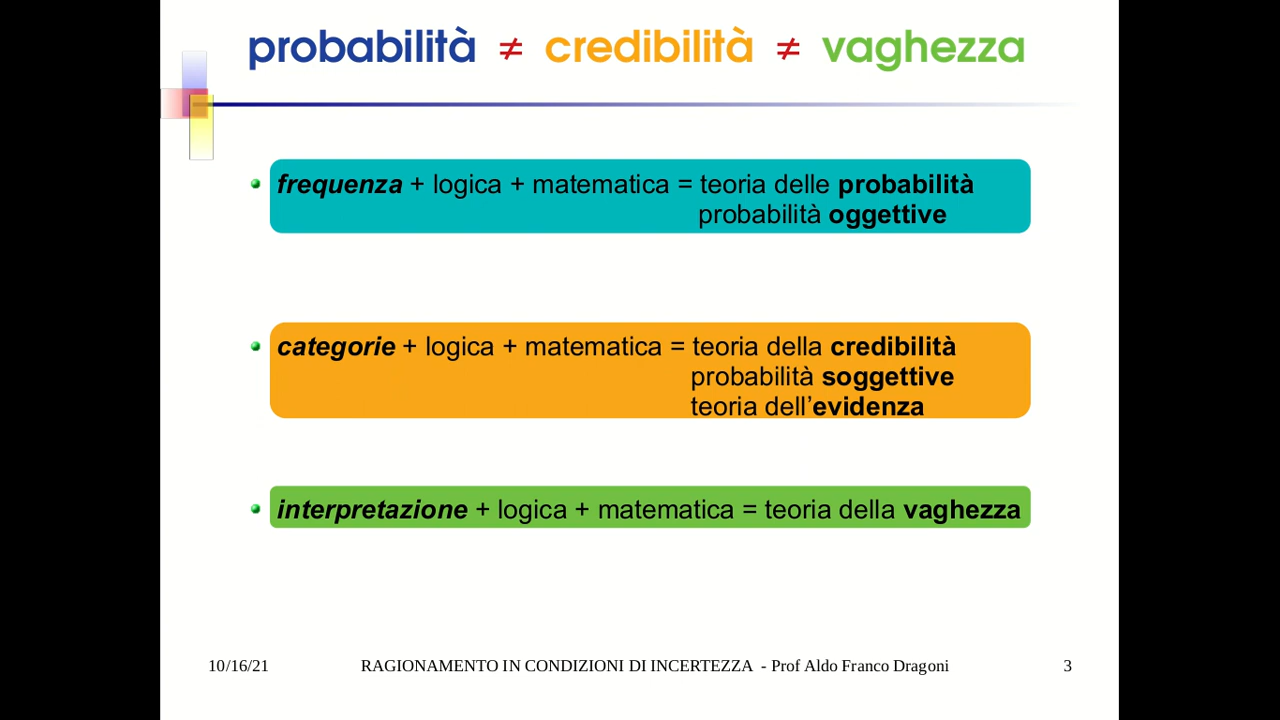 probabilità ≠ credibilità ≠ vaghezza
frequenza + logica + matematica = teoria delle probabilità
probabilità oggettive
categorie + logica + matematica = teoria della credibilità
probabilità soggettive
teoria dell’evidenza
interpretazione + logica + matematica = teoria della vaghezza
10/16/21 RAGIONAMENTO IN CONDIZIONI DI INCERTEZZA - Prof Aldo Franco Dragoni 3